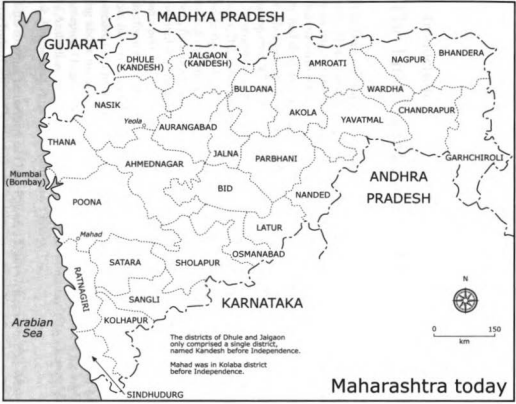 MADHYA PRADESH
GUJARAT
DHULE
(KANDESH)
JALGAON
(KANDESH)
AMROATI
NAGPUR
BHANDERA
BULDANA
WARDHA
NASIK
AKOLA
YAVATMAL
CHANDRAPUR
Yeola
AURANGABAD
THANA
JALNA
PARBHANI
GARHCHIROLI
AHMEDNAGAR
Mumbai
(Bombay)
ANDHRA
PRADESH
BID
NANDED
POONA
LATUR
Mahad
OSMANABAD
SATARA
SHOLAPUR
RATNAGIRI
SANGLI
KARNATAKA
N
KOLHAPUR
Arabian
Sea
0 150
km
The districts of Dhule and Jalgaon
only comprised a single district,
named Kandesh before Independence.
Mahad was in Kolaba district
before Independence.
Maharashtra today
SINDHUDURG